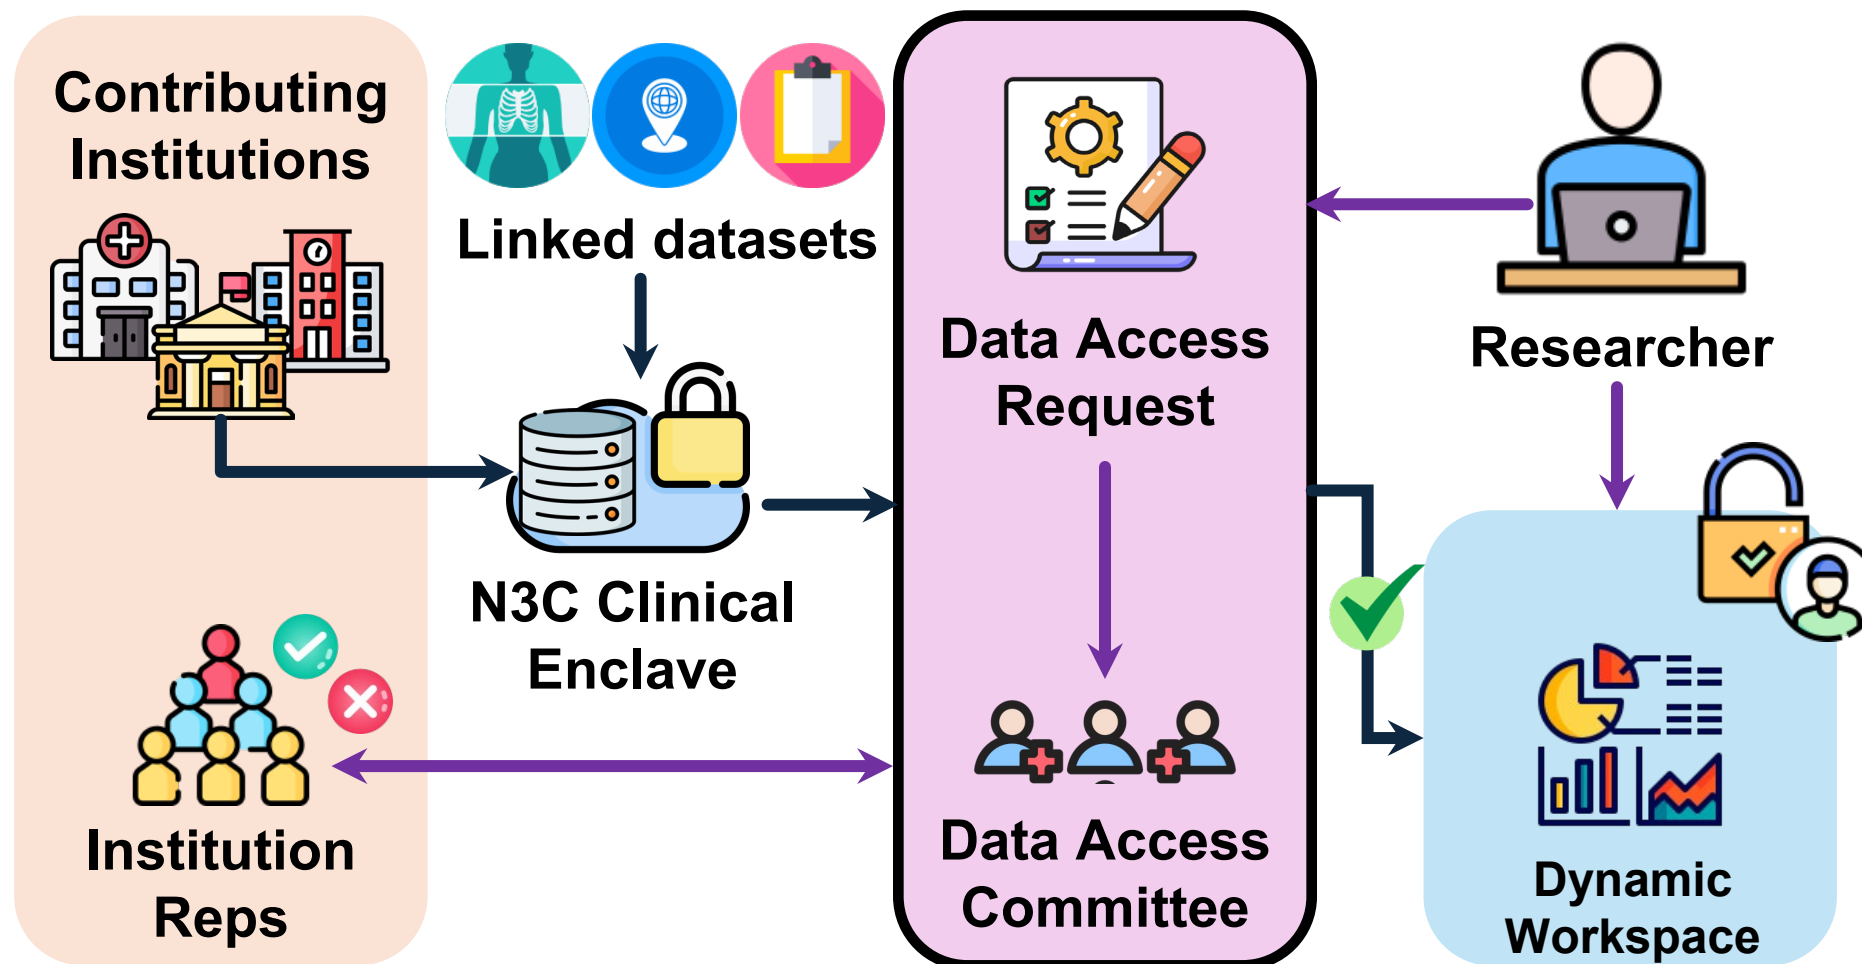 Contributing
Institutions
Linked datasets
N3C Clinical
Enclave
Institution
Reps
Data Access
Request
Data Access
Committee
Researcher
Dynamic
Workspace